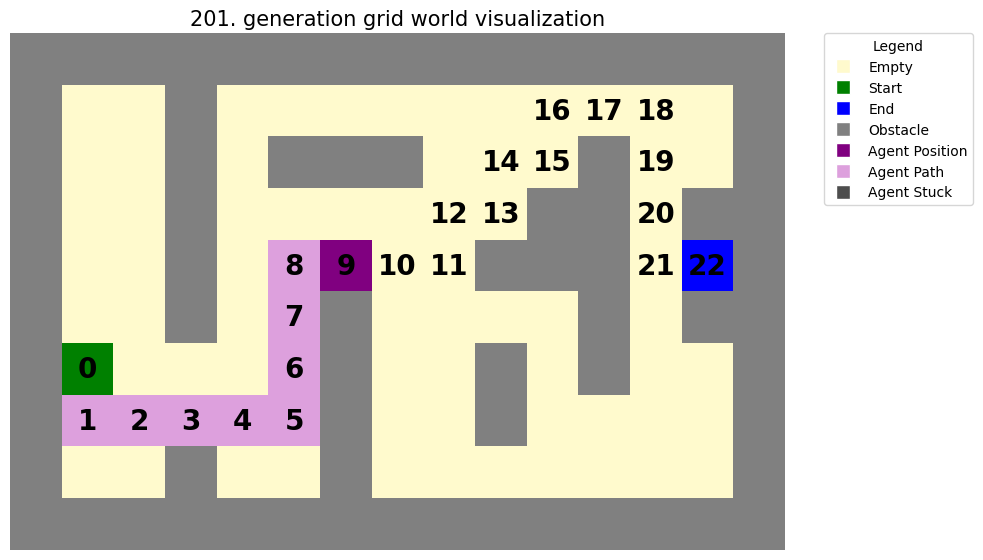 201. generation grid world visualization
16 17 18
14 15 19
12 13 20
8 9 10 11 21 22
7
0 6
1 2 3 4 5
Legend
Empty
Start
End
Obstacle
Agent Position
Agent Path
Agent Stuck